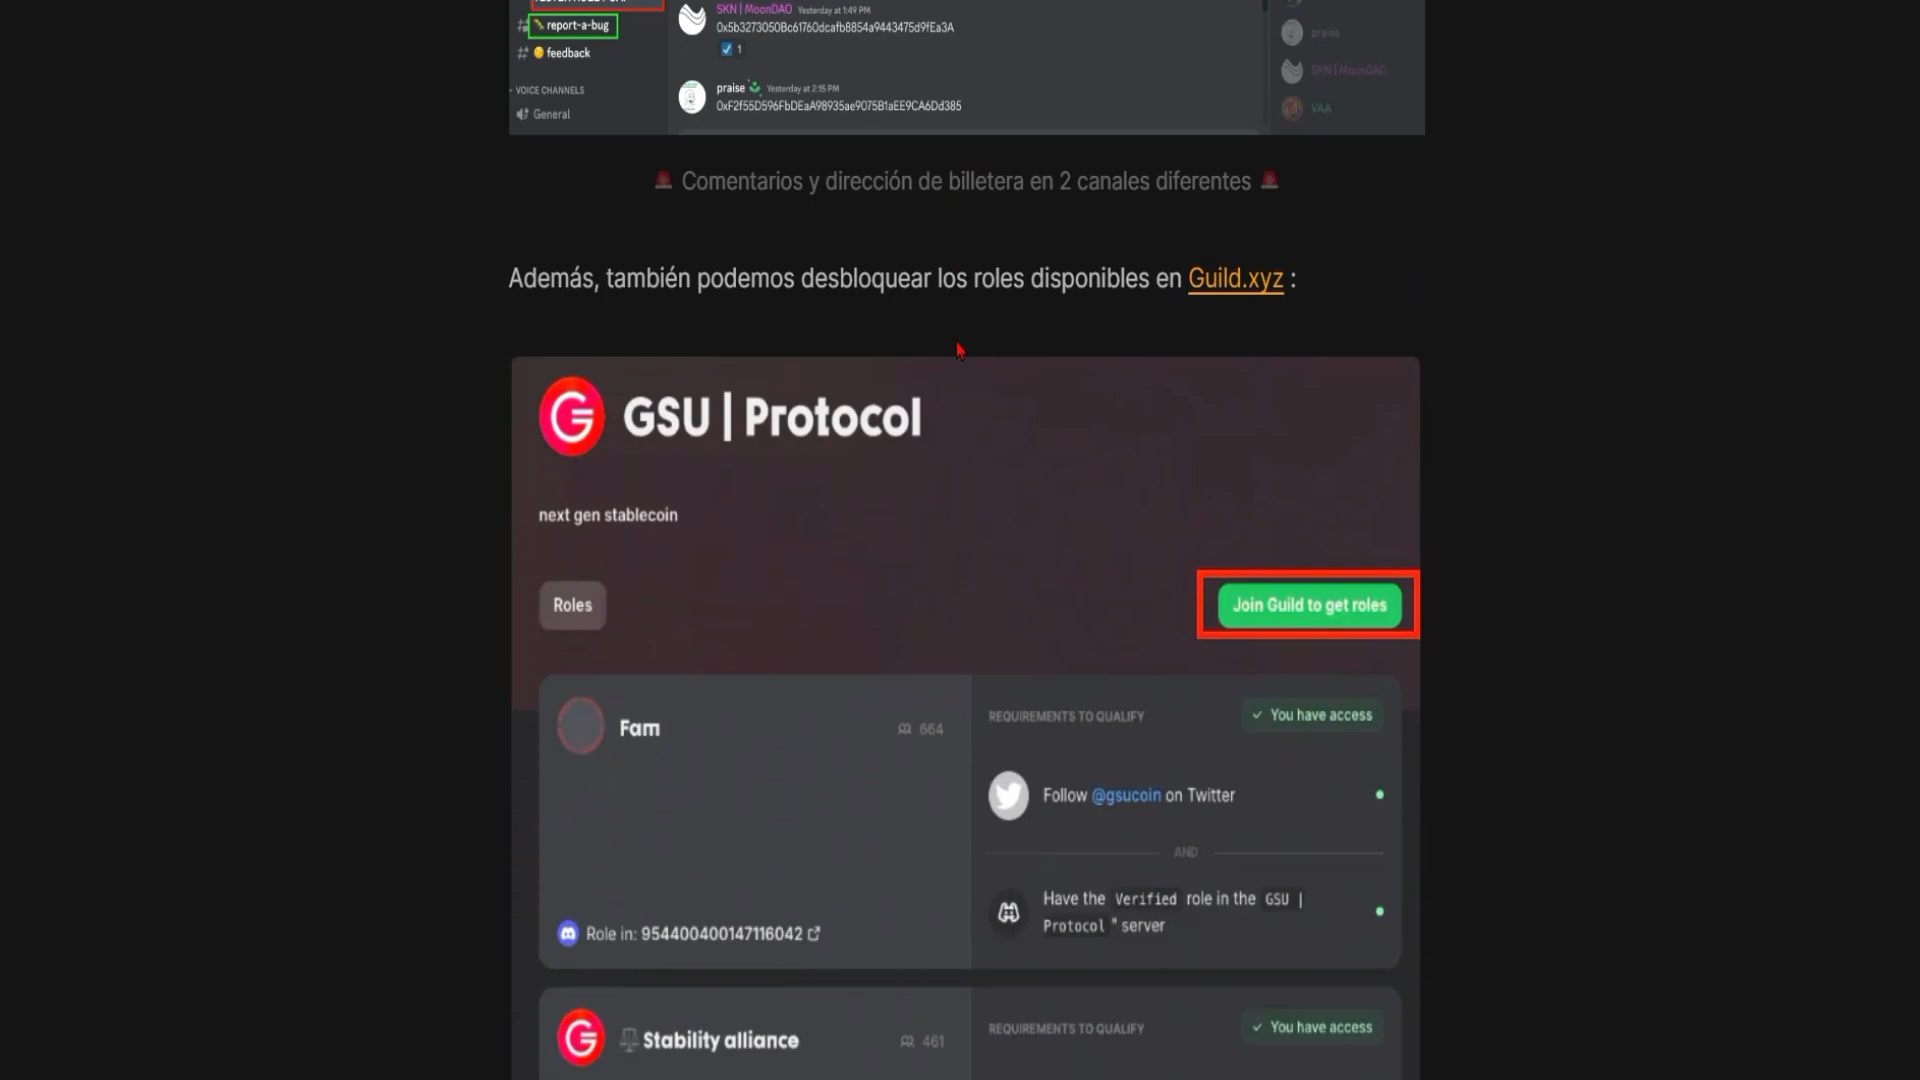 SKN | MoonDAO Yesterday at 1:49 PM
report-a-bug
0x5b3273050Bc61760dcafb8854a9443475d9fEa3A
1
feedback
praise
SKN | MoonDAO
VOICE CHANNELS
praise Yesterday at 2:15 PM
0xF2f55D596FbDEaA98935ae9075B1aEE9CA6Dd385
General
VAA
Comentarios y dirección de billetera en 2 canales diferentes
Además, también podemos desbloquear los roles disponibles en Guild.xyz :
GSU | Protocol
next gen stablecoin
Roles
Join Guild to get roles
Fam
664
REQUIREMENTS TO QUALIFY
You have access
Follow @gsucoin on Twitter
AND
Have the Verified role in the GSU |
Protocol " server
Role in: 954400400147116042
Stability alliance
461
REQUIREMENTS TO QUALIFY
You have access